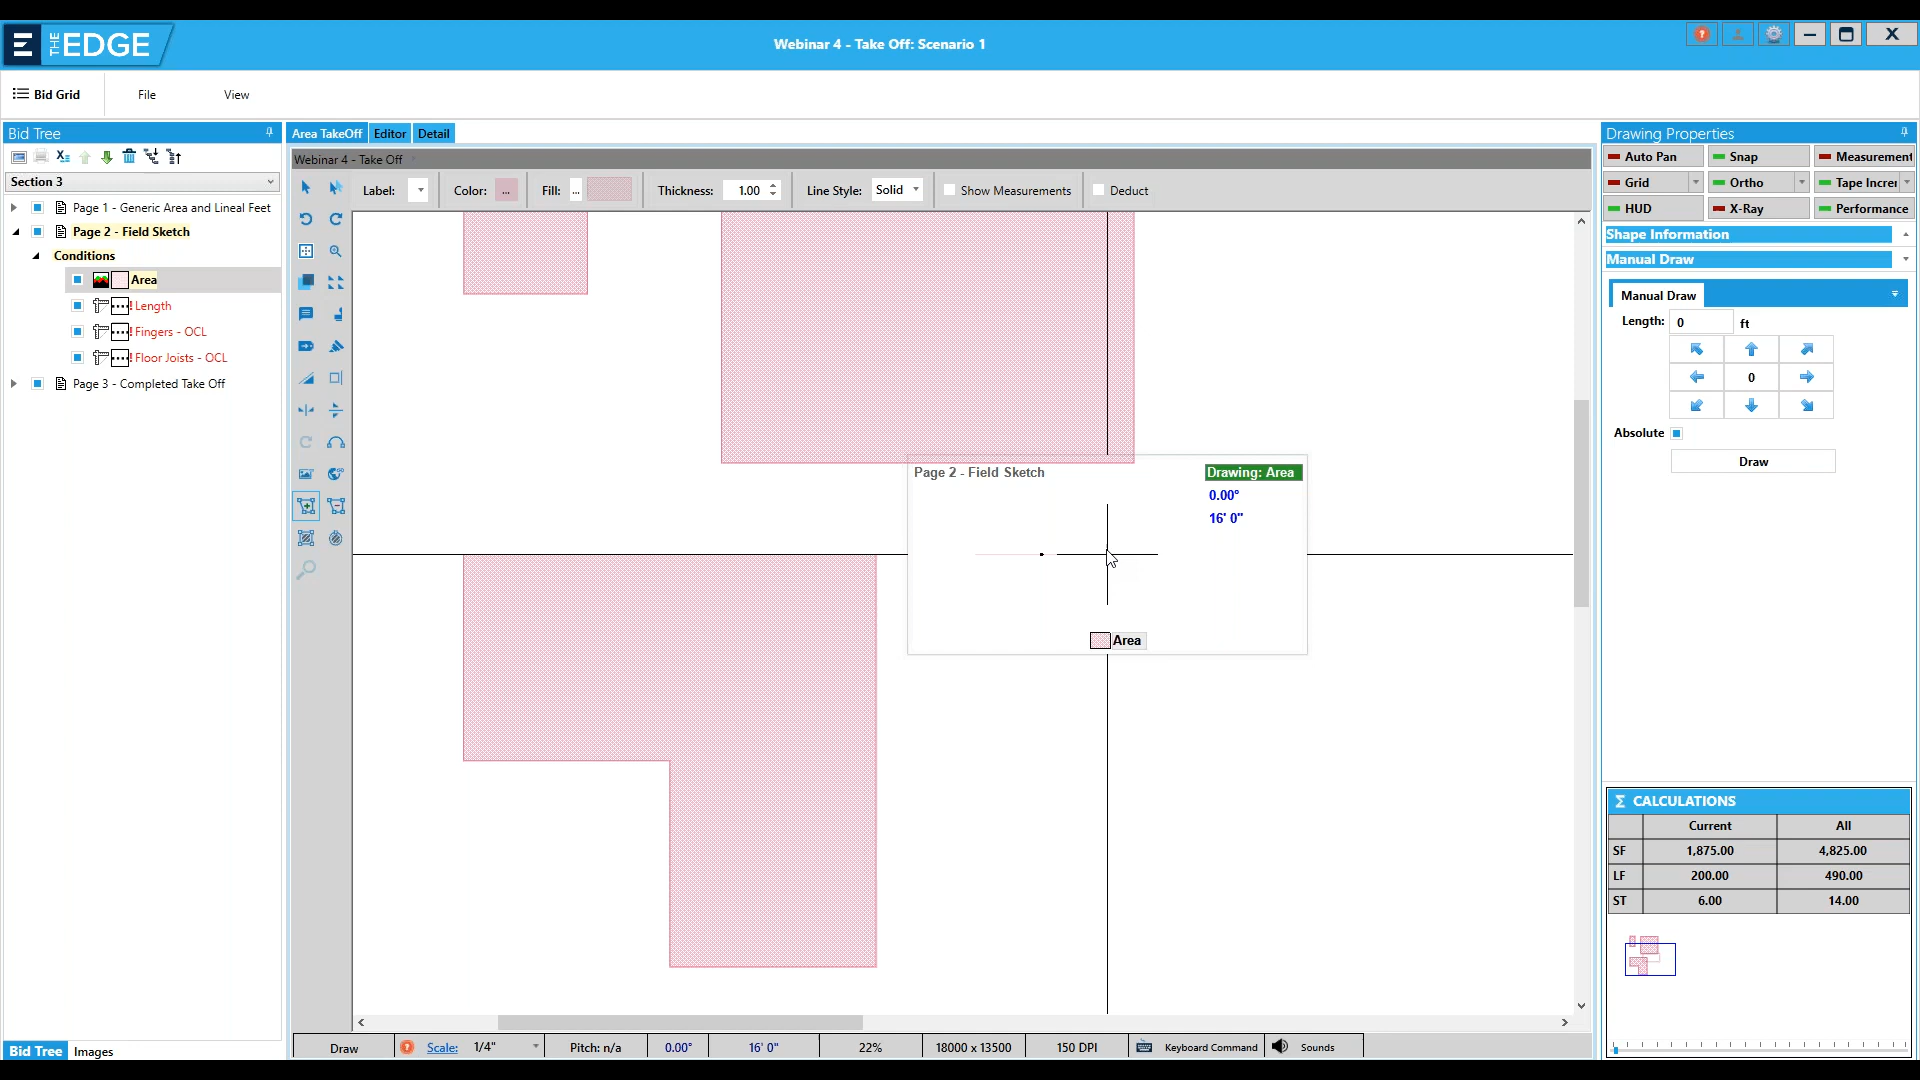 THE EDGE
Webinar 4 - Take Off: Scenario 1
Bid Grid
File
View
Bid Tree
Section 3
Page 1 - Generic Area and Lineal Feet
Page 2 - Field Sketch
Conditions
Area
! Length
! Fingers - OCL
! Floor Joists - OCL
Page 3 - Completed Take Off
Bid Tree
Images
Area TakeOff
Editor
Detail
Webinar 4 - Take Off
Label:
Color: ...
Fill: ...
Thickness: 1.00
Line Style: Solid
Show Measurements
Deduct
Page 2 - Field Sketch
Drawing: Area
0.00°
16' 0"
Area
Draw
Scale: 1/4"
Pitch: n/a
0.00°
16' 0"
22%
18000 x 13500
150 DPI
Keyboard Command
Sounds
Drawing Properties
Auto Pan
Snap
Measurement
Grid
Ortho
Tape Increr
HUD
X-Ray
Performance
Shape Information
Manual Draw
Manual Draw
Length: 0 ft
0
Absolute
Draw
Σ CALCULATIONS
Current All
SF 1,875.00 4,825.00
LF 200.00 490.00
ST 6.00 14.00